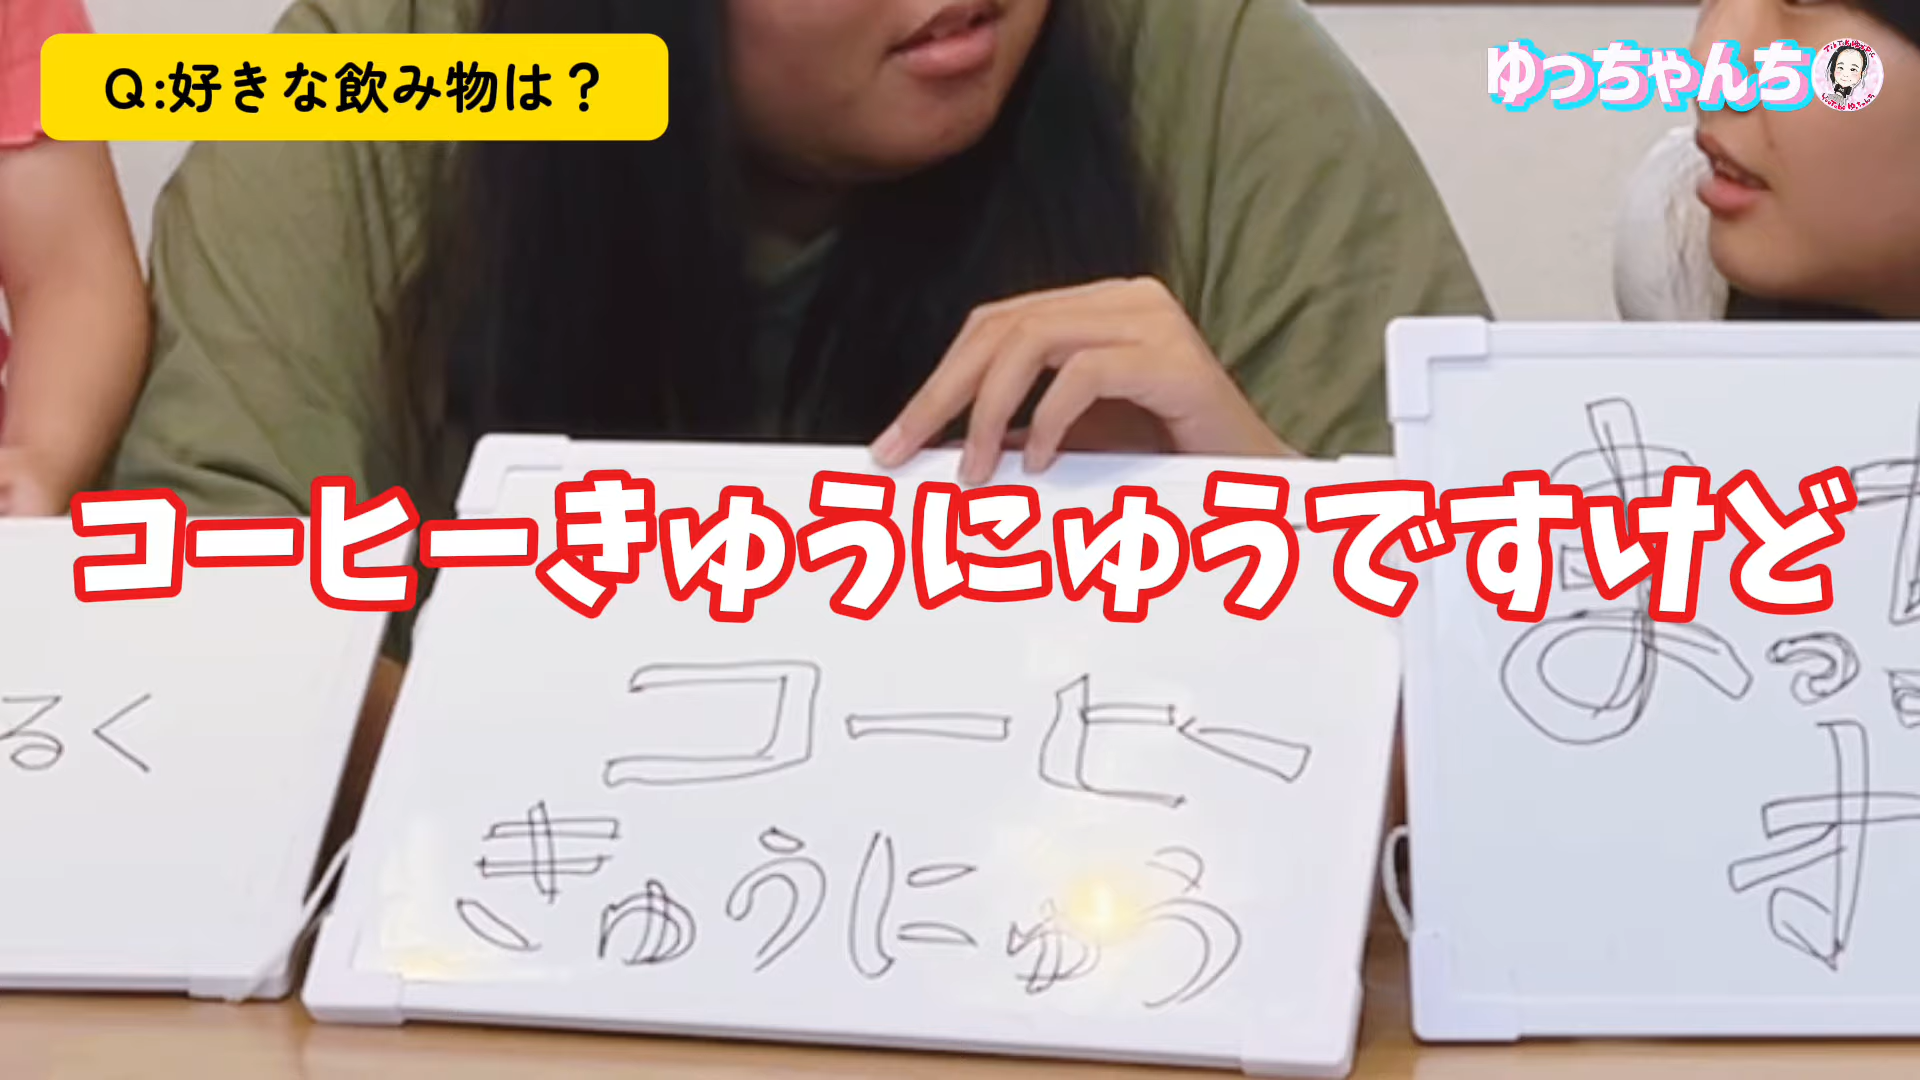 Q:好きな飲み物は？
ゆっちゃんち
コーヒーきゅうにゅうですけど
るく
コーヒー
ぎゅうにゅう
す